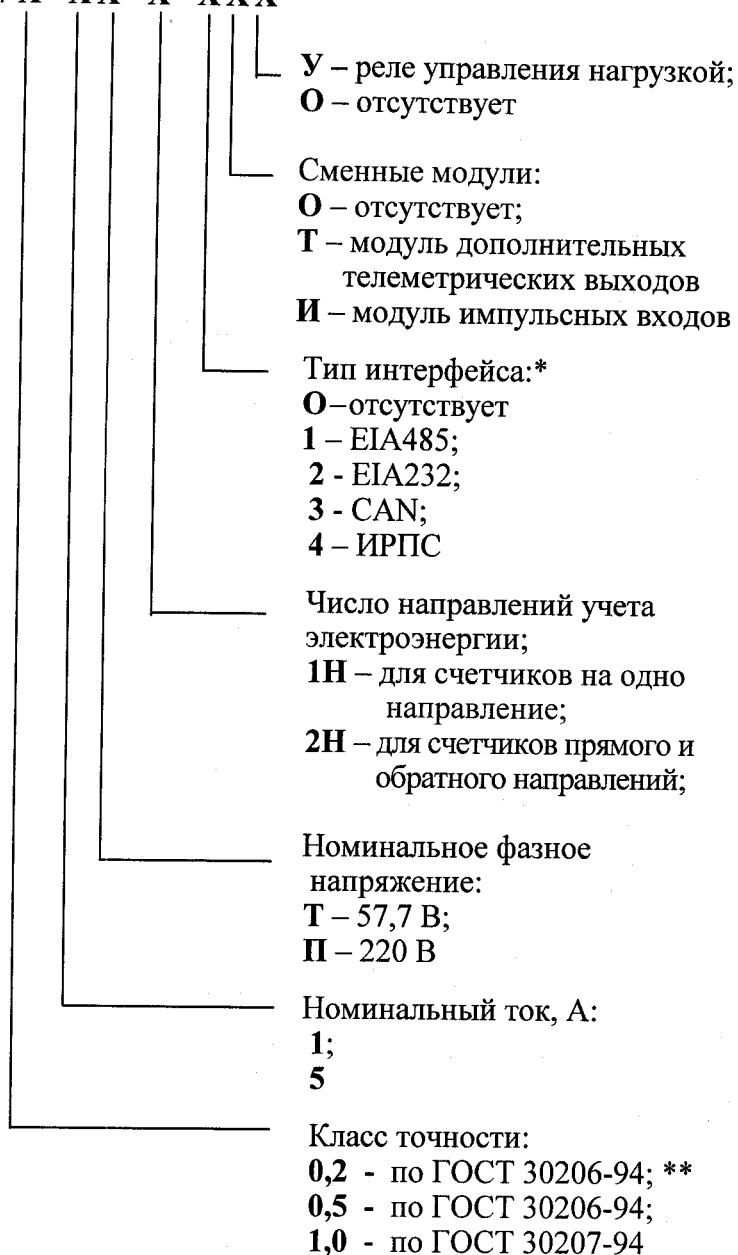 У – реле управления нагрузкой;
О – отсутствует
Сменные модули:
О – отсутствует;
Т – модуль дополнительных
телеметрических выходов
И – модуль импульсных входов
Тип интерфейса:*
О–отсутствует
1 – EIA485;
2 - EIA232;
3 - CAN;
4 – ИРПС
Число направлений учета
электроэнергии;
1Н – для счетчиков на одно
направление;
2Н – для счетчиков прямого и
обратного направлений;
Номинальное фазное
напряжение:
Т – 57,7 В;
П – 220 В
Номинальный ток, А:
1;
5
Класс точности:
0,2 - по ГОСТ 30206-94; **
0,5 - по ГОСТ 30206-94;
1,0 - по ГОСТ 30207-94